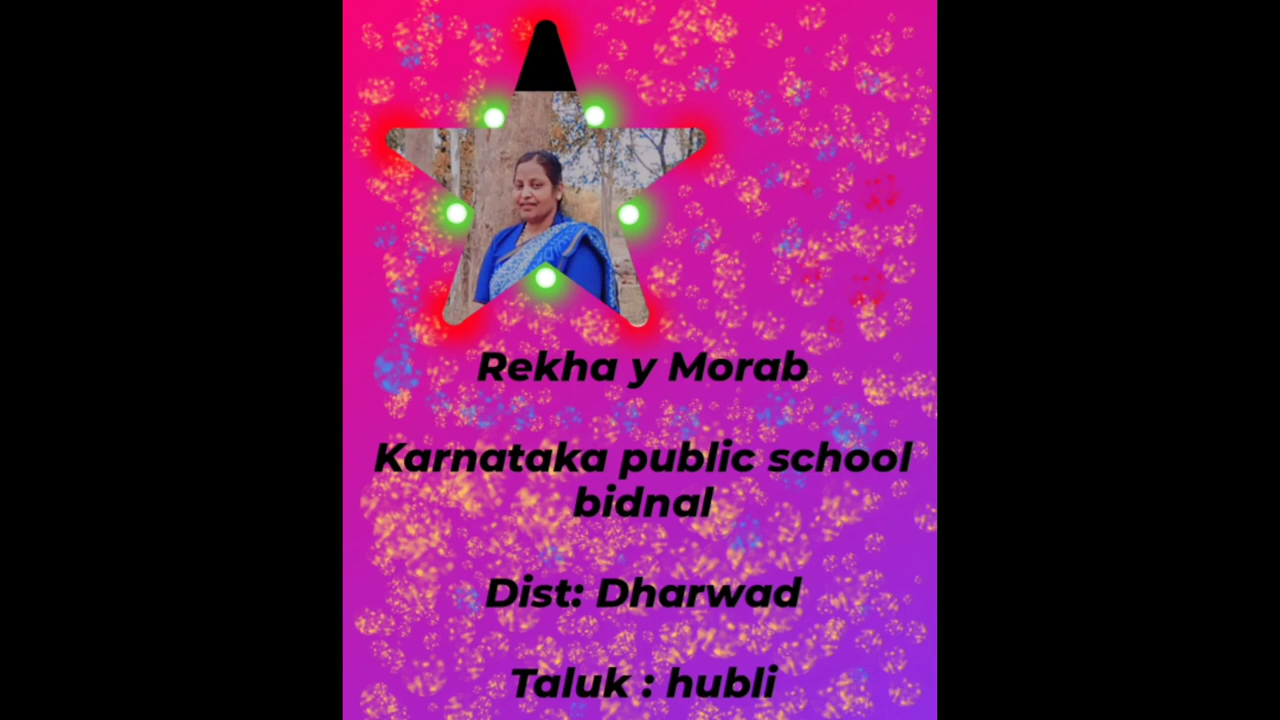 Rekha y Morab
Karnataka public school
bidnal
Dist: Dharwad
Taluk : hubli